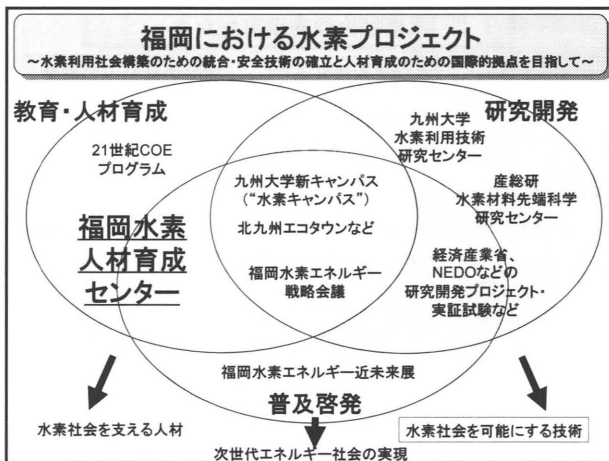 福岡における水素プロジェクト
～水素利用社会構築のための統合・安全技術の確立と人材育成のための国際的拠点を目指して～
教育・人材育成
研究開発
21世紀COE
プログラム
福岡水素
人材育成
センター
九州大学新キャンパス
(“水素キャンパス”)
北九州エコタウンなど
福岡水素エネルギー
戦略会議
九州大学
水素利用技術
研究センター
産総研
水素材料先端科学
研究センター
経済産業省、
NEDOなどの
研究開発プロジェクト・
実証試験など
福岡水素エネルギー近未来展
普及啓発
水素社会を支える人材
水素社会を可能にする技術
次世代エネルギー社会の実現